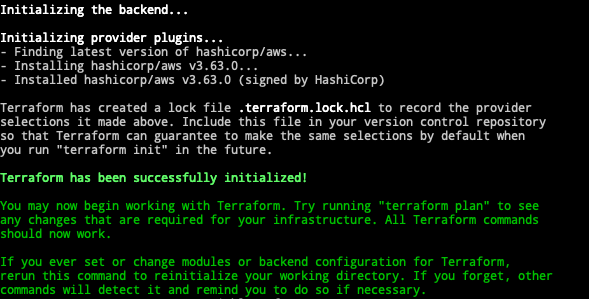 Initializing the backend...
Initializing provider plugins...
- Finding latest version of hashicorp/aws...
- Installing hashicorp/aws v3.63.0...
- Installed hashicorp/aws v3.63.0 (signed by HashiCorp)
Terraform has created a lock file .terraform.lock.hcl to record the provider
selections it made above. Include this file in your version control repository
so that Terraform can guarantee to make the same selections by default when
you run "terraform init" in the future.
Terraform has been successfully initialized!
You may now begin working with Terraform. Try running "terraform plan" to see
any changes that are required for your infrastructure. All Terraform commands
should now work.
If you ever set or change modules or backend configuration for Terraform,
rerun this command to reinitialize your working directory. If you forget, other
commands will detect it and remind you to do so if necessary.